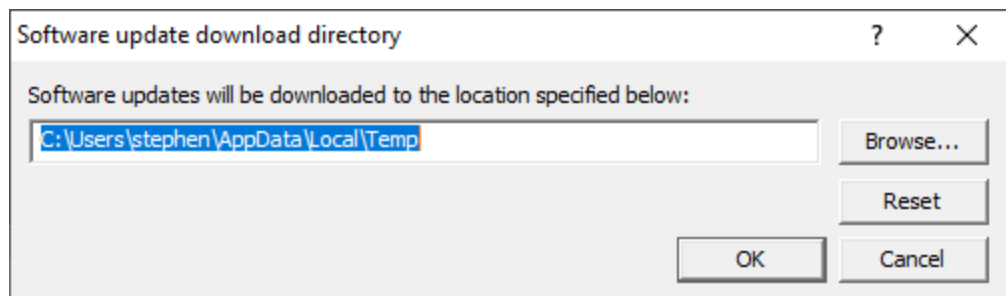 Software update download directory
?
Software updates will be downloaded to the location specified below:
C:\Users\stephen\AppData\Local\Temp
Browse...
Reset
OK
Cancel